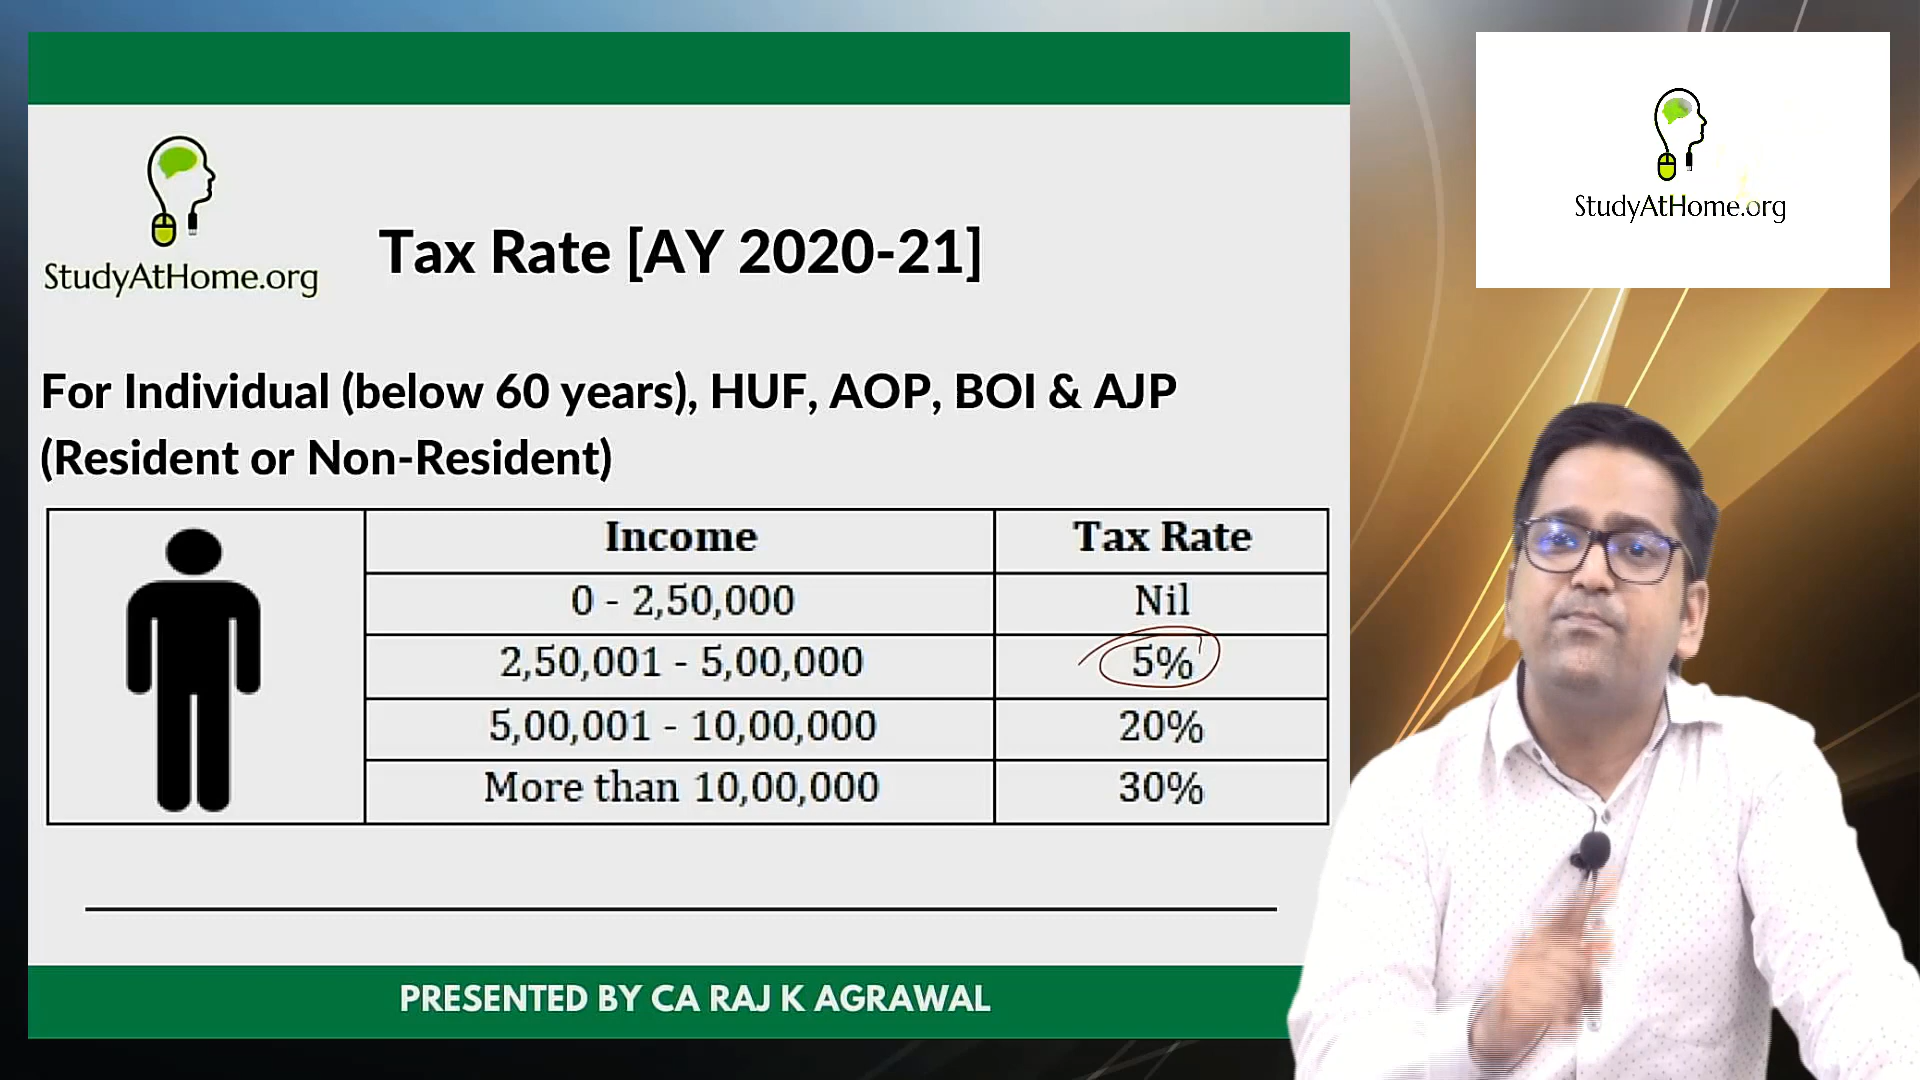 StudyAtHome.org
Tax Rate [AY 2020-21]
For Individual (below 60 years), HUF, AOP, BOI & AJP
(Resident or Non-Resident)
Income Tax Rate
0 - 2,50,000 Nil
2,50,001 - 5,00,000 5%
5,00,001 - 10,00,000 20%
More than 10,00,000 30%
PRESENTED BY CA RAJ K AGRAWAL
StudyAtHome.org